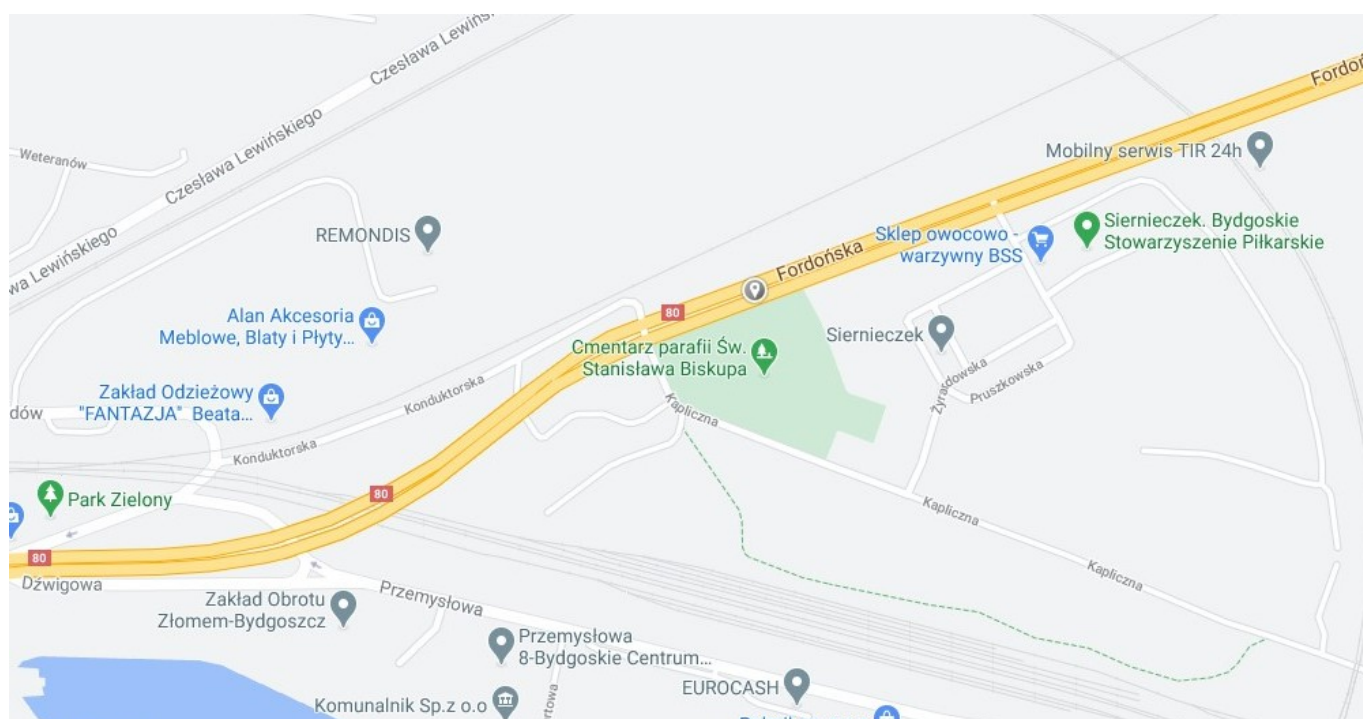 Czesława Lewiń
Fordoń
Weteranów
Czesława Lewińskiego
Mobilny serwis TIR 24h
REMONDIS
wa Lewińskiego
Siernieczek. Bydgoskie
Stowarzyszenie Piłkarskie
Sklep owocowo -
warzywny BSS
Fordońska
80
Alan Akcesoria
Meblowe, Blaty i Płyty...
Siernieczek
Cmentarz parafii Św.
Stanisława Biskupa
Zakład Odzieżowy
"FANTAZJA" Beata...
dów
Konduktorska
Żyrardowska
Pruszkowska
Kapliczna
Konduktorska
80
Park Zielony
Kapliczna
80
Dźwigowa
Kapliczna
Przemysłowa
Zakład Obrotu
Złomem-Bydgoszcz
Przemysłowa
8-Bydgoskie Centrum...
EUROCASH
Komunalnik Sp.z o.o
ortowa